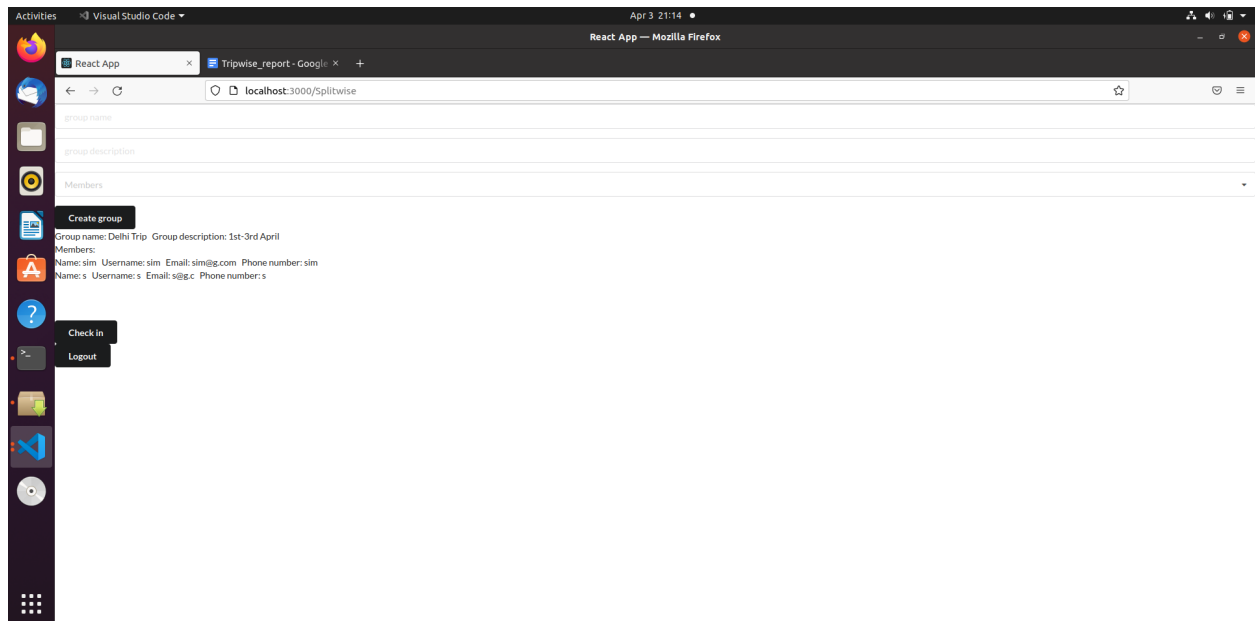 Activities Visual Studio Code Apr 3 21:14
React App — Mozilla Firefox
React App Tripwise_report - Google
localhost:3000/Splitwise
group name
group description
Members
Create group
Group name: Delhi Trip Group description: 1st-3rd April
Members:
Name: sim Username: sim Email: sim@g.com Phone number: sim
Name: s Username: s Email: s@g.c Phone number: s
Check in
Logout